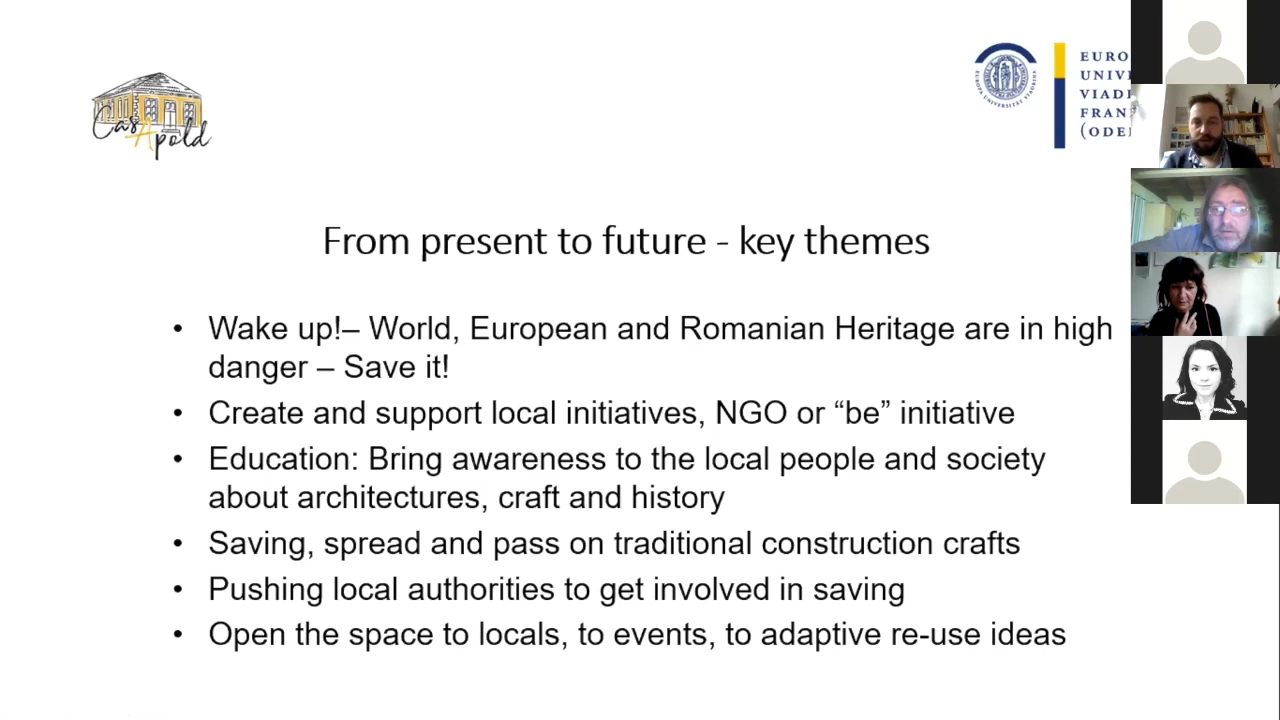 CasApold
EUROPA UNIVERSITÄT VIADRINA
EURO
UNIV
VIADI
FRAN
(ODE
From present to future - key themes
• Wake up!– World, European and Romanian Heritage are in high
danger – Save it!
• Create and support local initiatives, NGO or “be” initiative
• Education: Bring awareness to the local people and society
about architectures, craft and history
• Saving, spread and pass on traditional construction crafts
• Pushing local authorities to get involved in saving
• Open the space to locals, to events, to adaptive re-use ideas